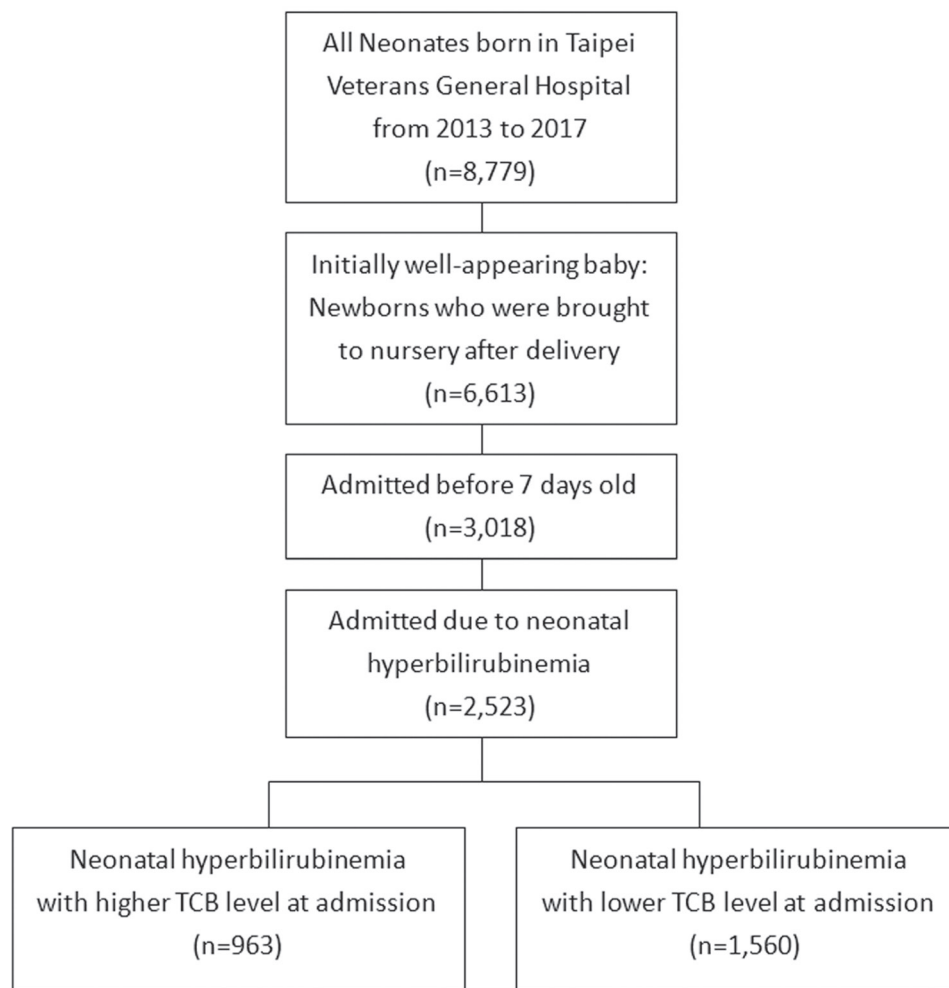 All Neonates born in Taipei
Veterans General Hospital
from 2013 to 2017
(n=8,779)
Initially well-appearing baby:
Newborns who were brought
to nursery after delivery
(n=6,613)
Admitted before 7 days old
(n=3,018)
Admitted due to neonatal
hyperbilirubinemia
(n=2,523)
Neonatal hyperbilirubinemia
with higher TCB level at admission
(n=963)
Neonatal hyperbilirubinemia
with lower TCB level at admission
(n=1,560)